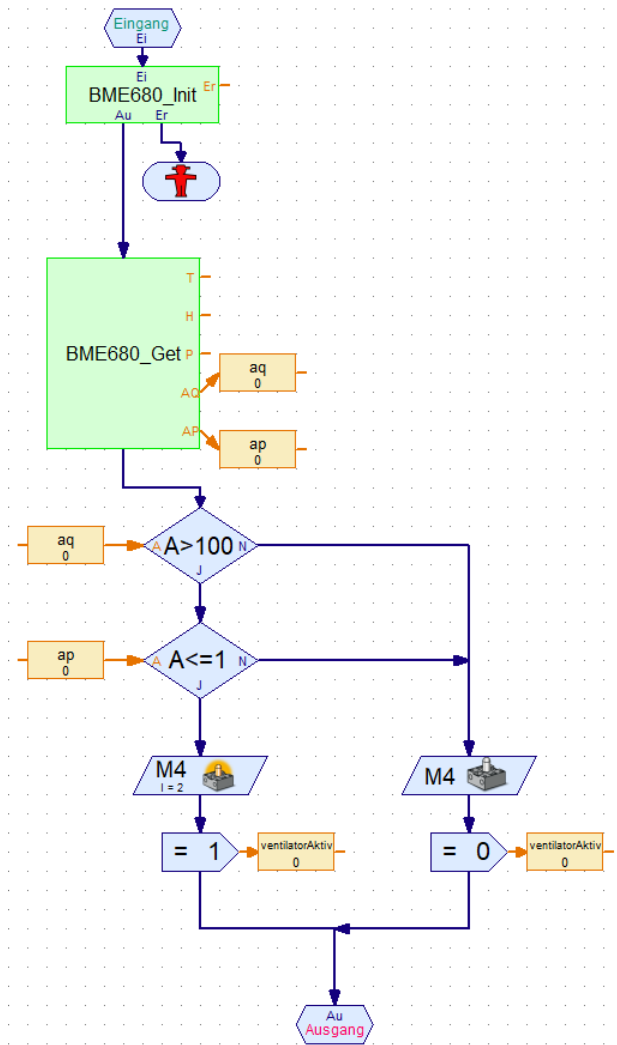 Eingang
Ei
Ei
Er
BME680_Init
Au Er
T
H
BME680_Get P
aq
0
AQ
AP
ap
0
aq
0
A A>100 N
J
ap
0
A A<=1 N
J
M4
I = 2
M4
= 1
ventilatorAktiv
0
= 0
ventilatorAktiv
0
Au
Ausgang